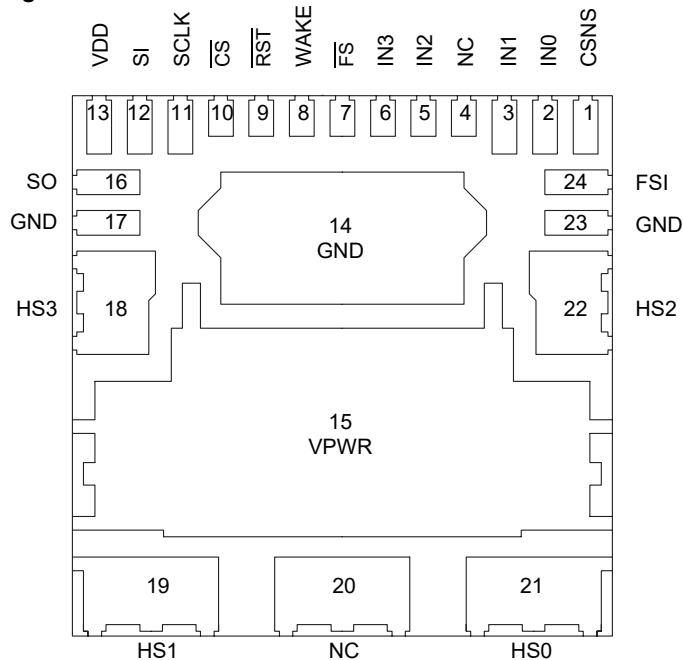 VDD SI SCLK CS RST WAKE FS IN3 IN2 NC IN1 IN0 CSNS
13 12 11 10 9 8 7 6 5 4 3 2 1
SO 16 24 FSI
GND 17 14 23 GND
GND
HS3 18 22 HS2
15
VPWR
19 20 21
HS1 NC HS0